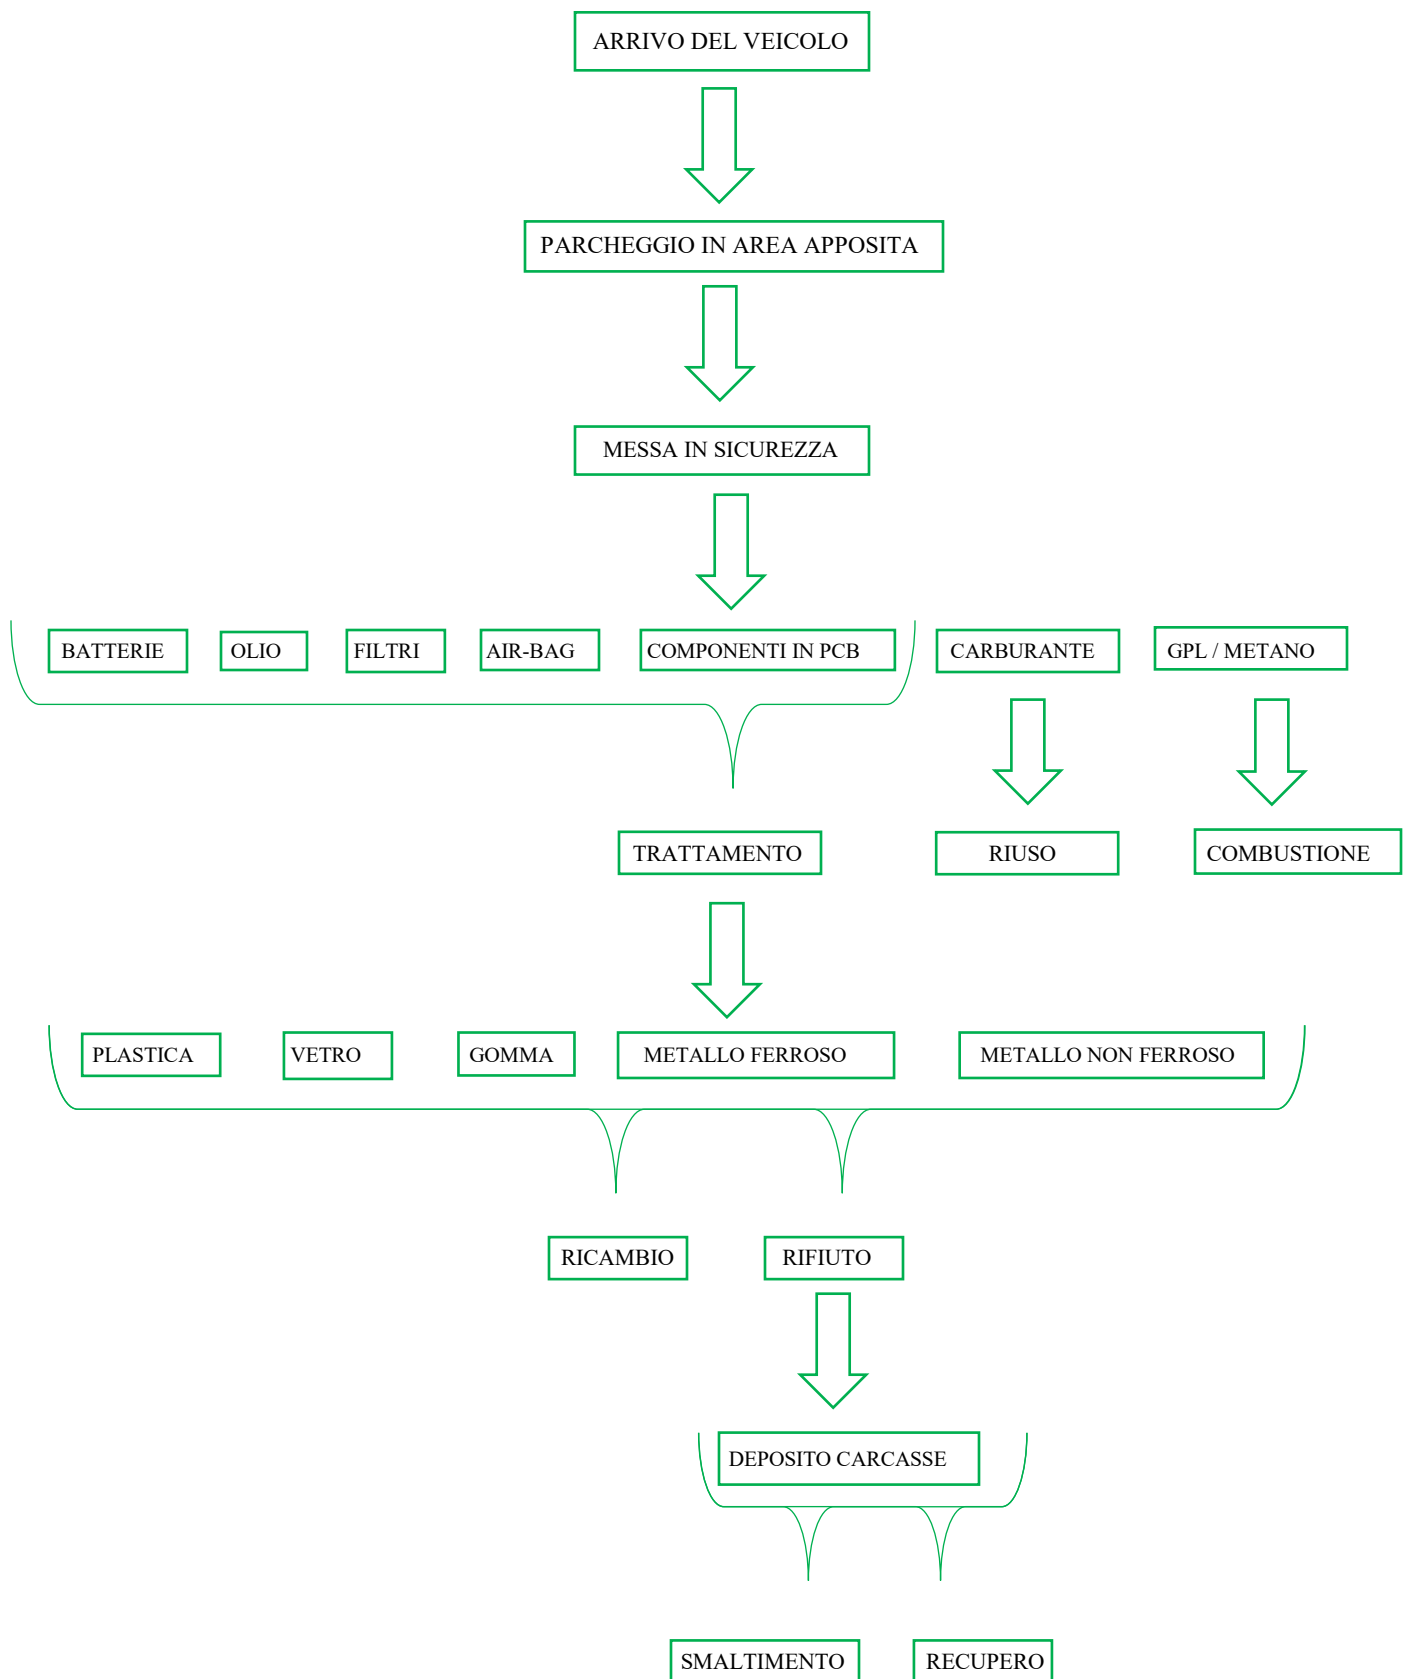 ARRIVO DEL VEICOLO
PARCHEGGIO IN AREA APPOSITA
MESSA IN SICUREZZA
BATTERIE
OLIO
FILTRI
AIR-BAG
COMPONENTI IN PCB
CARBURANTE
GPL / METANO
TRATTAMENTO
RIUSO
COMBUSTIONE
PLASTICA
VETRO
GOMMA
METALLO FERROSO
METALLO NON FERROSO
RICAMBIO
RIFIUTO
DEPOSITO CARCASSE
SMALTIMENTO
RECUPERO